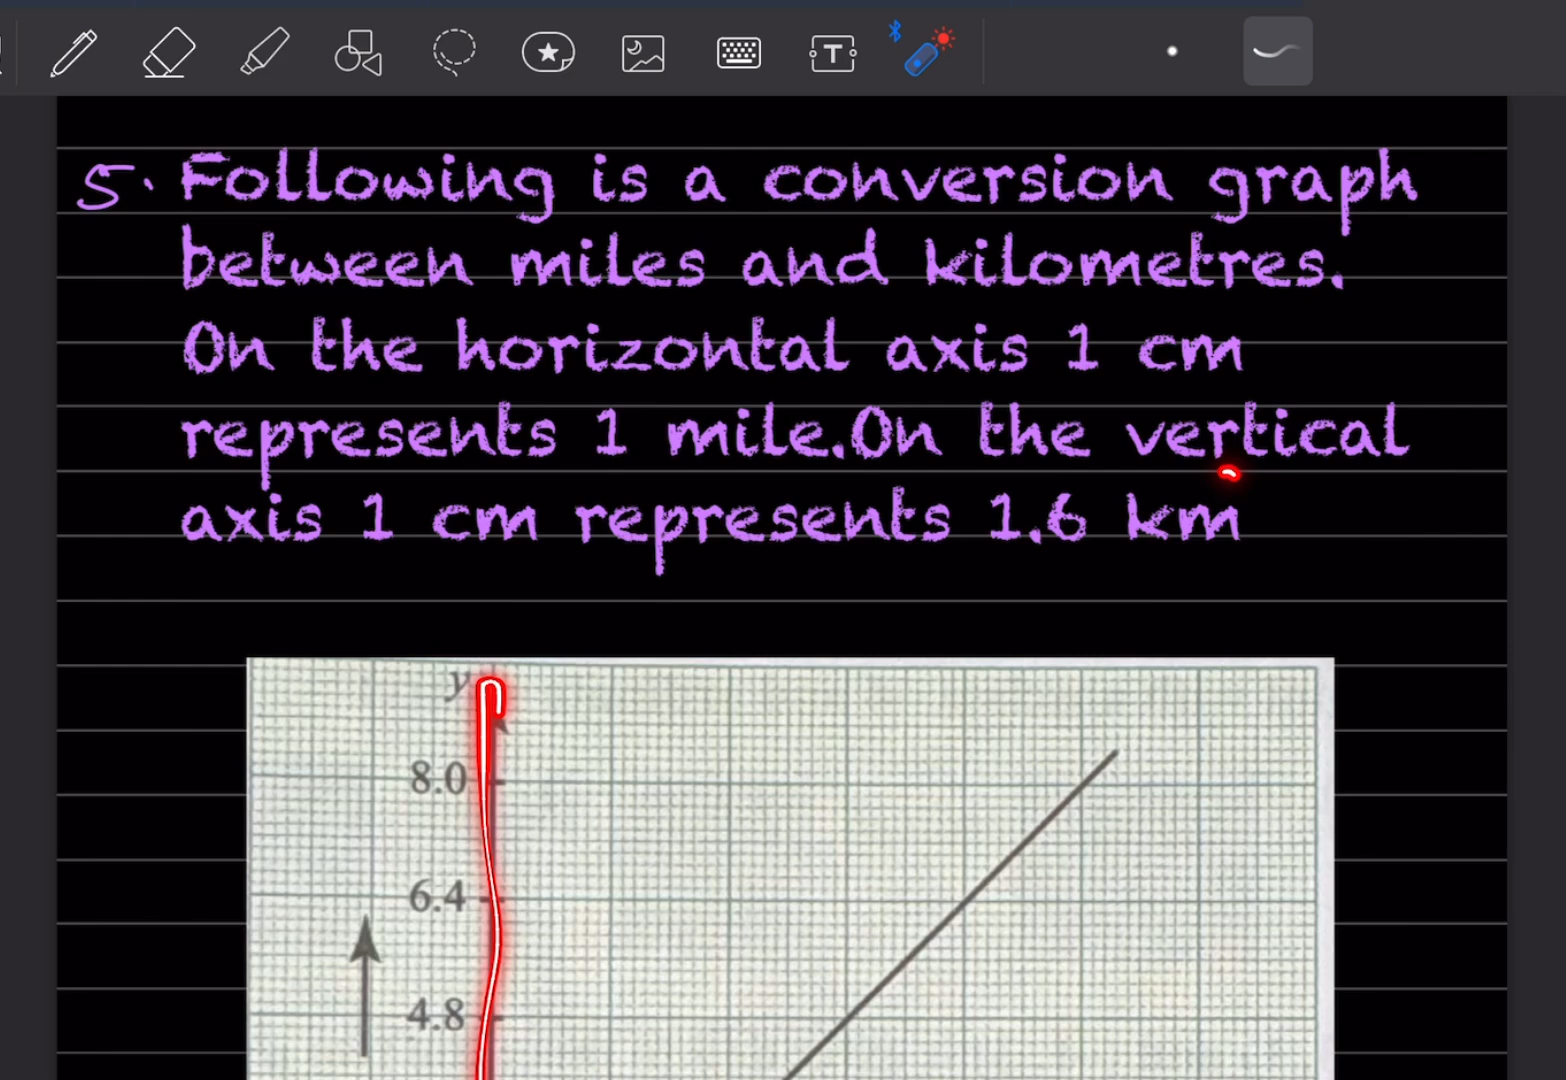 5. Following is a conversion graph
between miles and kilometres.
On the horizontal axis 1 cm
represents 1 mile.On the vertical
axis 1 cm represents 1.6 km
y
8.0
6.4
4.8